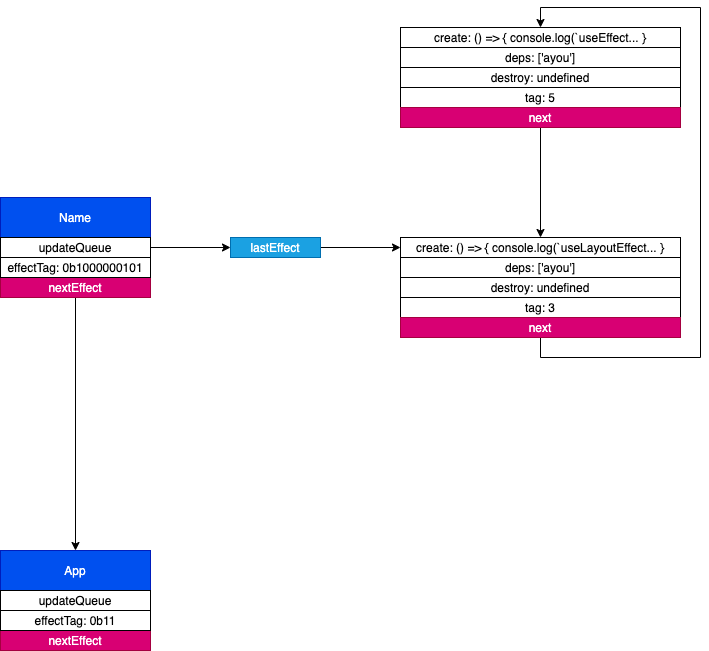 create: () => { console.log(`useEffect... }
deps: ['ayou']
destroy: undefined
tag: 5
next
Name
updateQueue
effectTag: 0b1000000101
nextEffect
lastEffect
create: () => { console.log(`useLayoutEffect... }
deps: ['ayou']
destroy: undefined
tag: 3
next
App
updateQueue
effectTag: 0b11
nextEffect